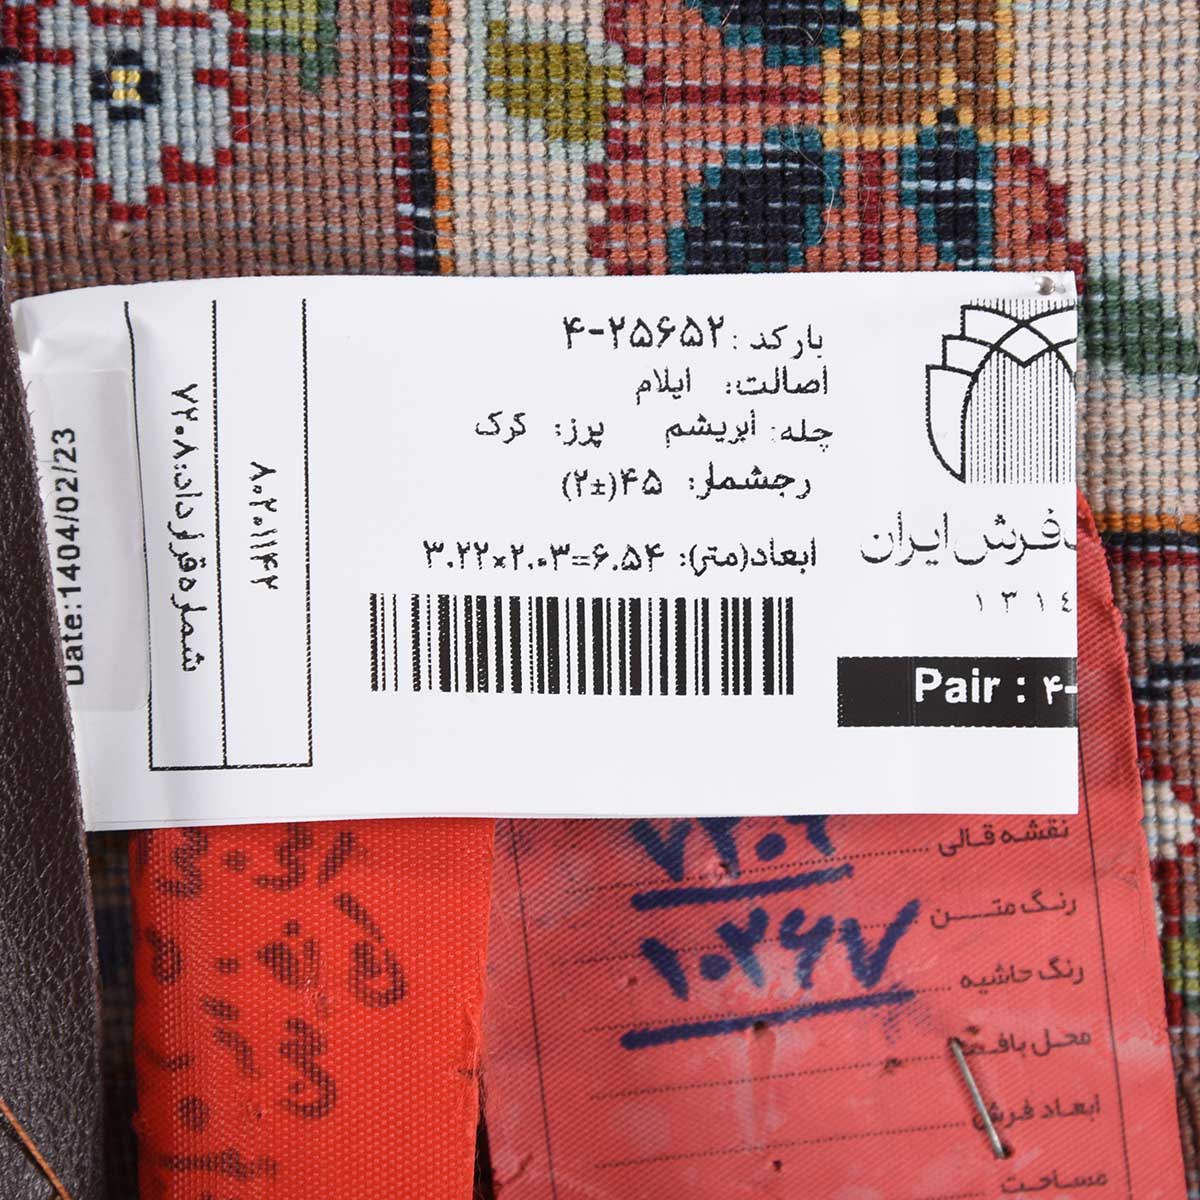 بارکد: ۴-۲۵۶۵۲
اصالت: ایلام
چله: ابریشم پرز: کرک
رجشمار: ۴۵(±۲)
ابعاد(متر): ۳.۲۲×۲.۰۳=۶.۵۴
فرش ایران
۱۳۱۴
Pair : ۴-
۸۰۲۰۱۱۴۲
شماره قرارداد: ۷۲۰۸
Date:1404/02/23
نقشه قالی
رنگ متن
۱۰۲۶۷
رنگ حاشیه
محل بافت
ابعاد فرش
مساحت